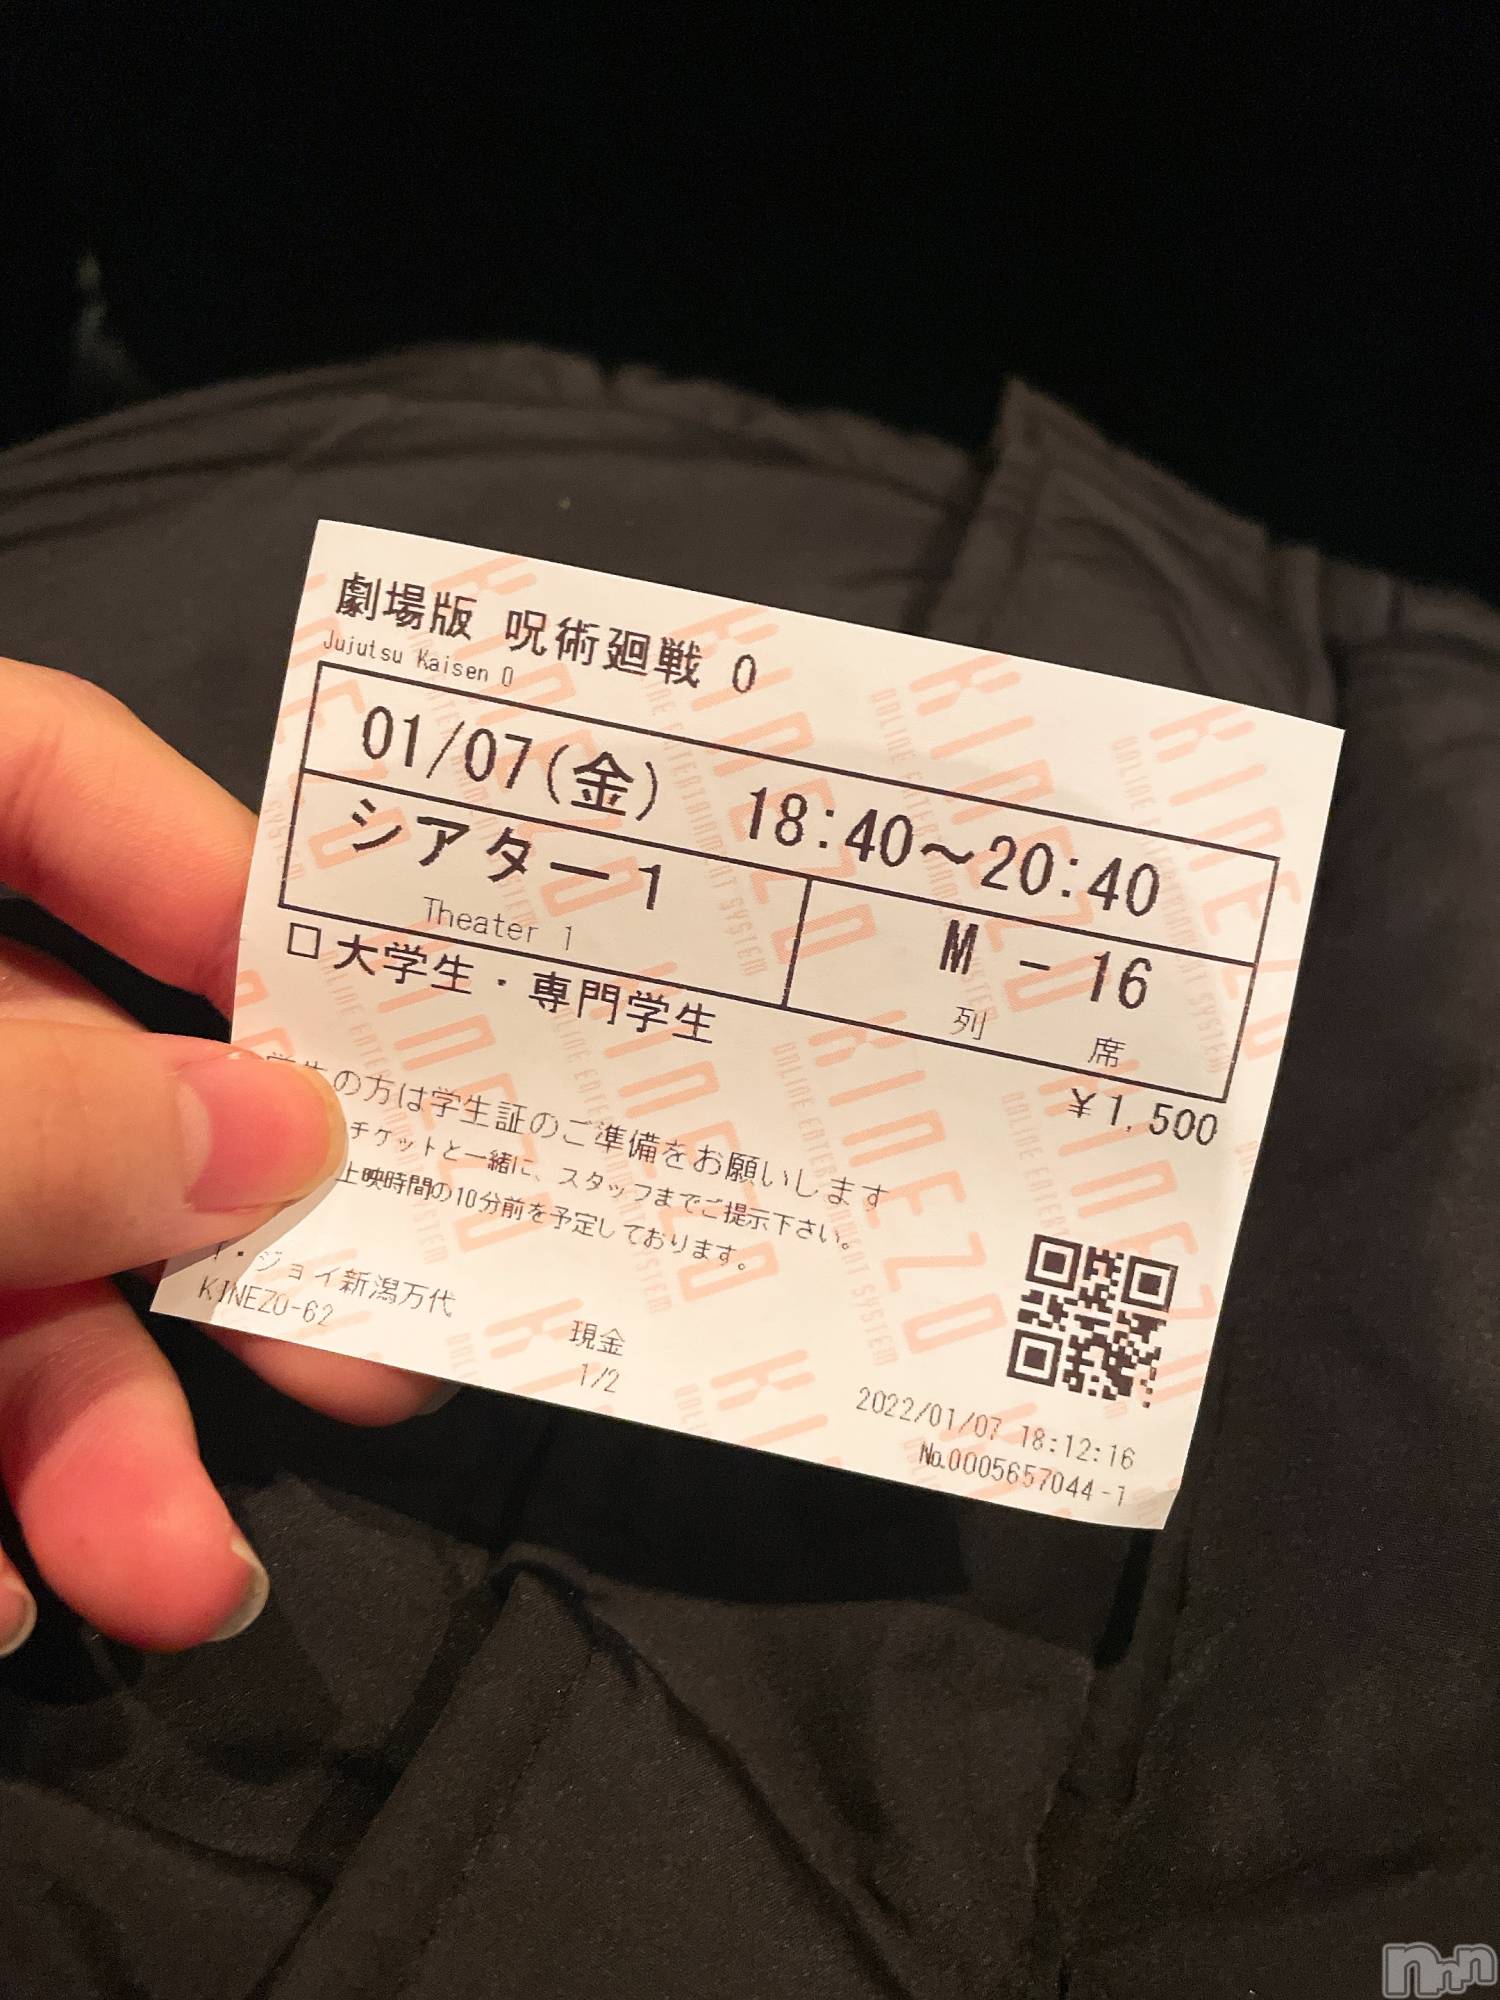 劇場版 呪術廻戦 0
Jujutsu Kaisen 0
01/07(金) 18:40～20:40
シアター1
Theater 1
M - 16
列 席
□大学生・専門学生
¥1,500
の方は学生証のご準備をお願いします
チケットと一緒に、スタッフまでご提示下さい。
上映時間の10分前を予定しております。
ジョイ新潟万代
KINEZO-62
現金
1/2
2022/01/07 18:12:16
No.0005657044-1
KINEZO
ONLINE ENTERTAINMENT SYSTEM
nnn